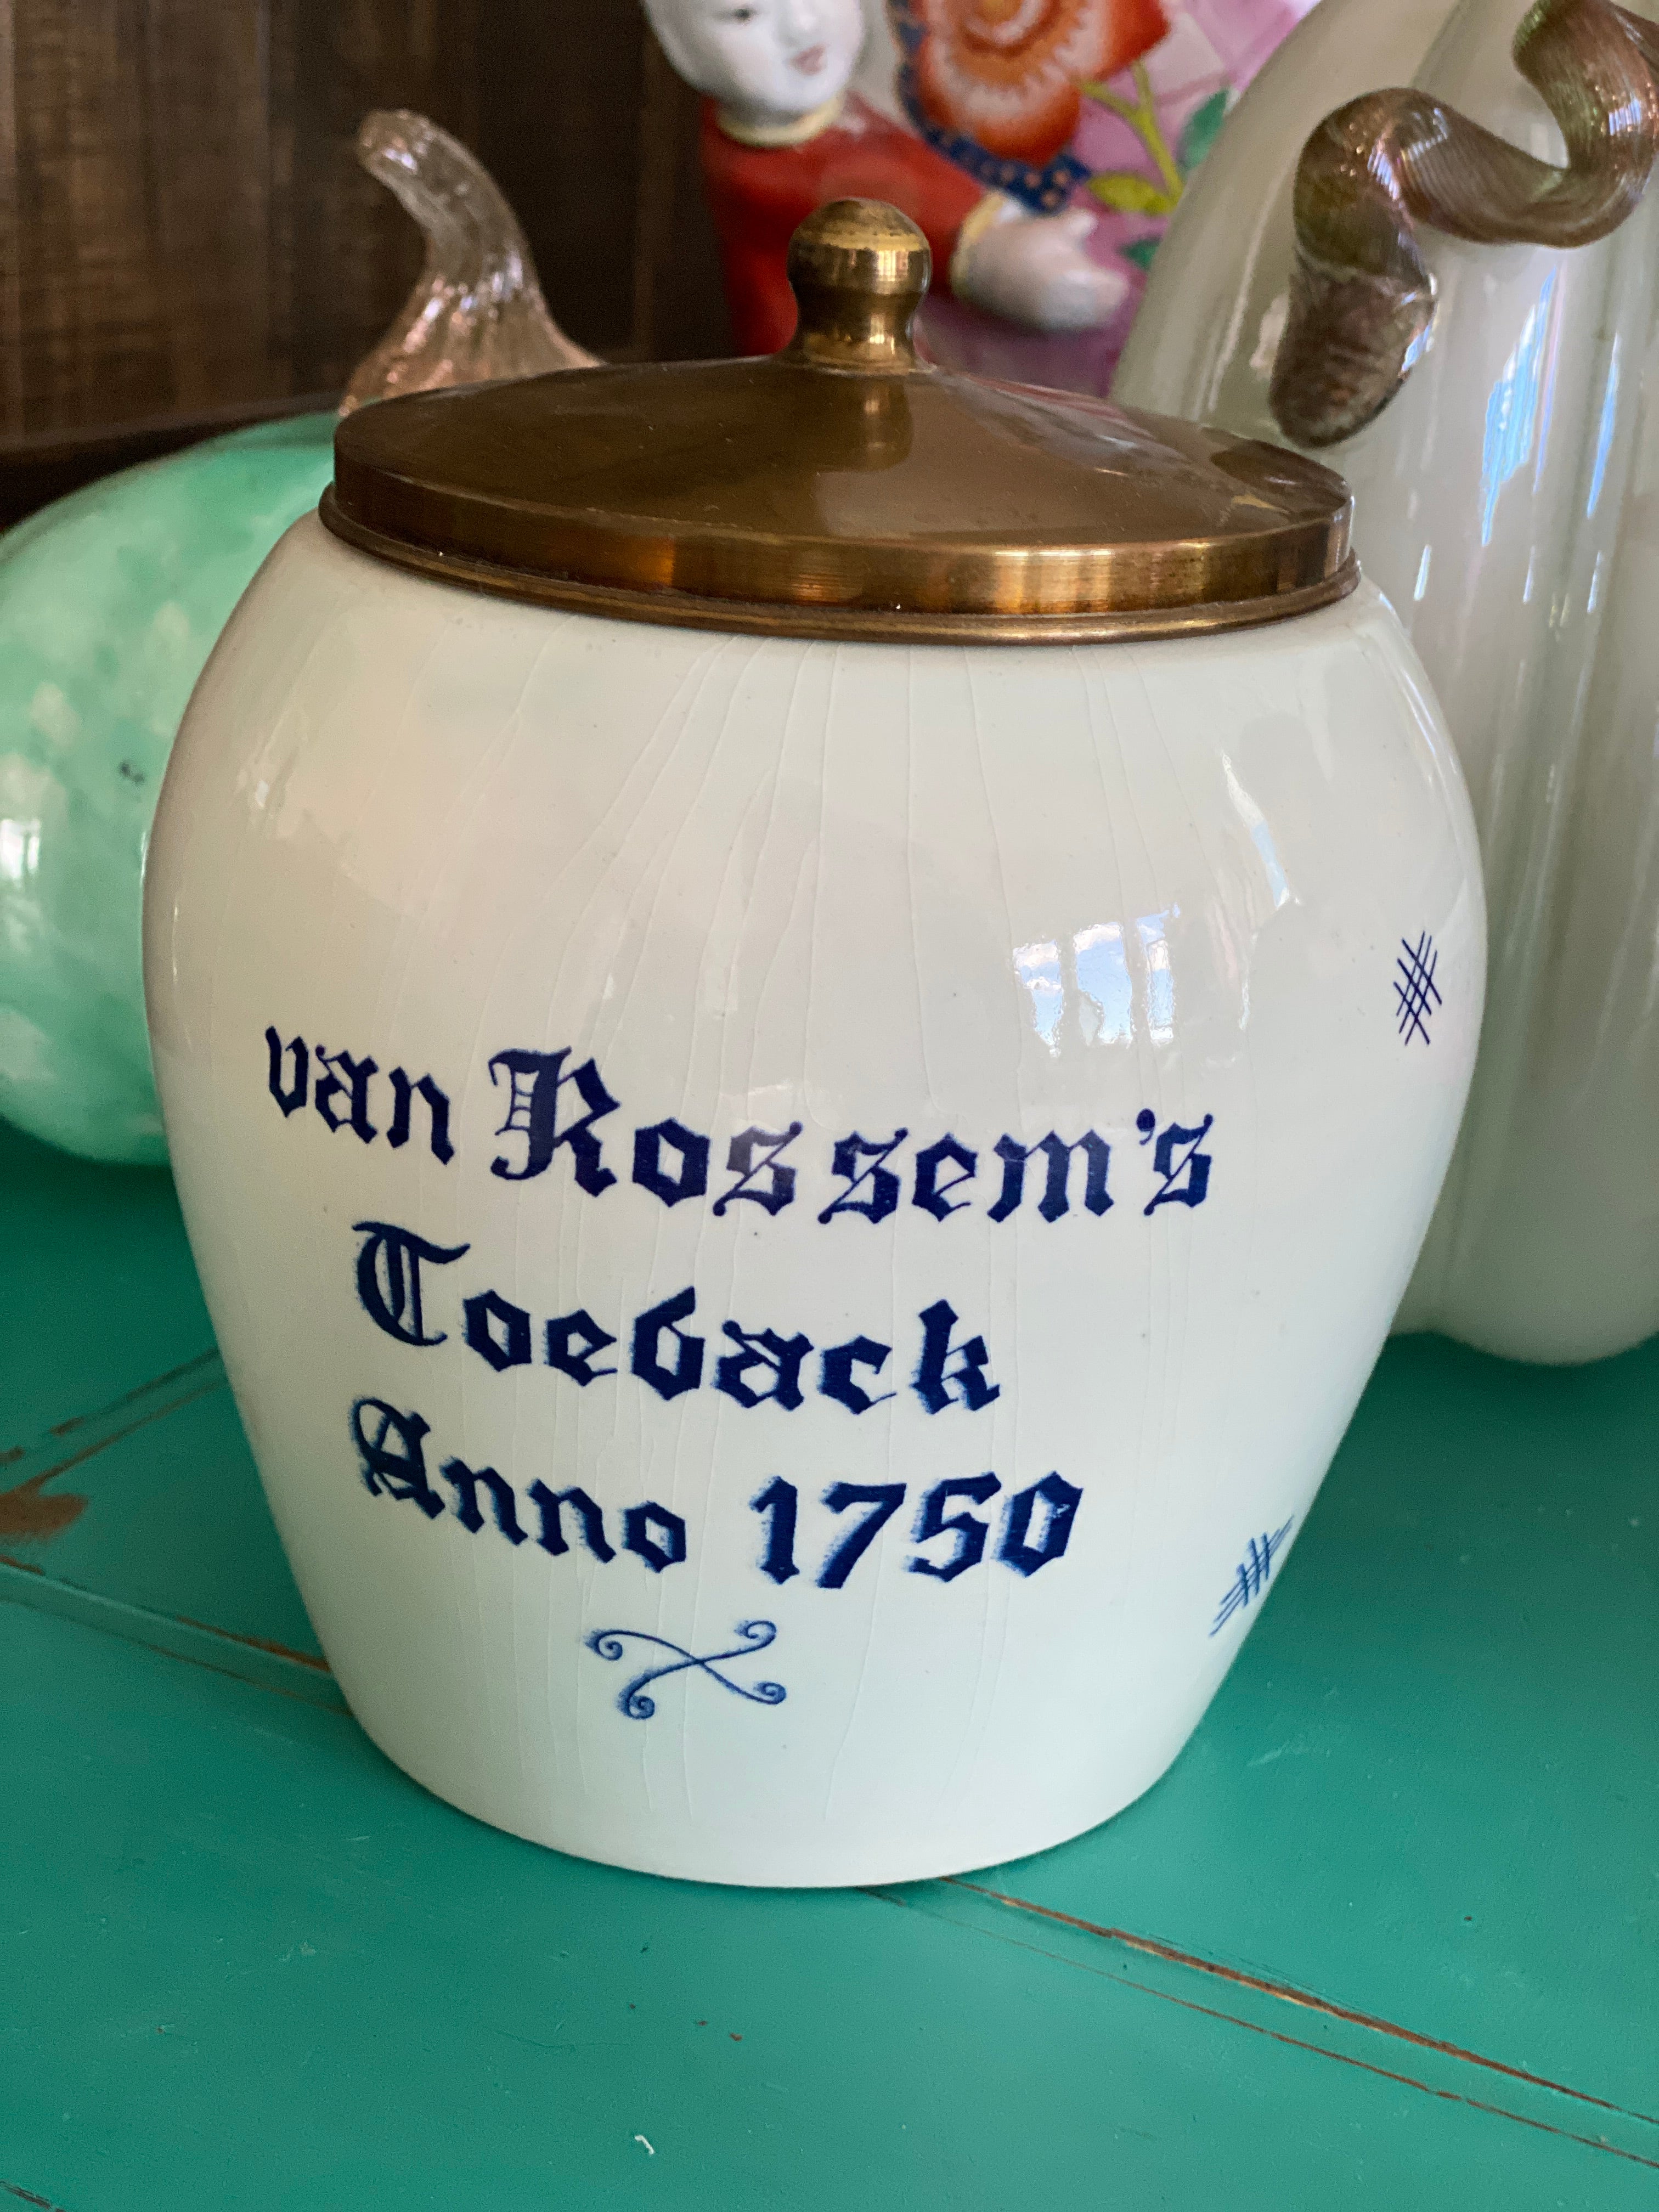 van Rossem's
Toeback
Anno 1750